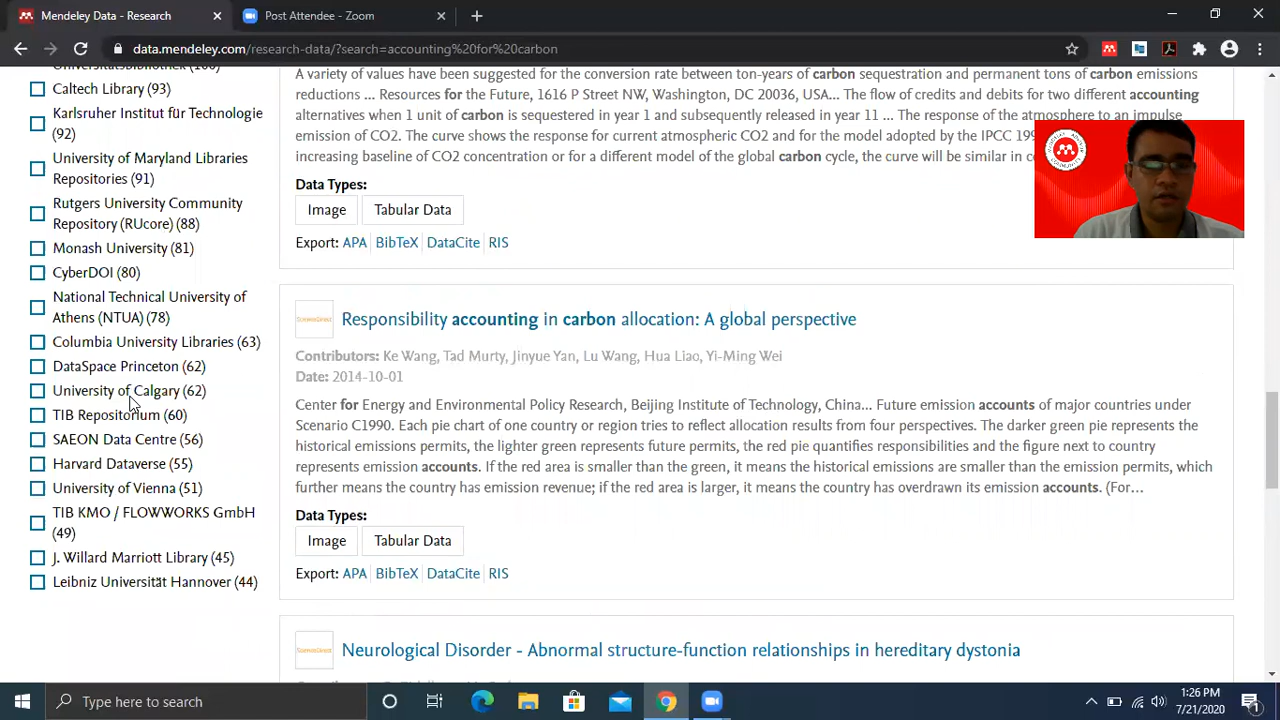 Mendeley Data - Research
Post Attendee - Zoom
data.mendeley.com/research-data/?search=accounting%20for%20carbon
Caltech Library (93)
Karlsruher Institut für Technologie
(92)
University of Maryland Libraries
Repositories (91)
Rutgers University Community
Repository (RUcore) (88)
Monash University (81)
CyberDOI (80)
National Technical University of
Athens (NTUA) (78)
Columbia University Libraries (63)
DataSpace Princeton (62)
University of Calgary (62)
TIB Repositorium (60)
SAEON Data Centre (56)
Harvard Dataverse (55)
University of Vienna (51)
TIB KMO / FLOWWORKS GmbH
(49)
J. Willard Marriott Library (45)
Leibniz Universität Hannover (44)
A variety of values have been suggested for the conversion rate between ton-years of carbon sequestration and permanent tons of carbon emissions
reductions ... Resources for the Future, 1616 P Street NW, Washington, DC 20036, USA... The flow of credits and debits for two different accounting
alternatives when 1 unit of carbon is sequestered in year 1 and subsequently released in year 11 ... The response of the atmosphere to an impulse
emission of CO2. The curve shows the response for current atmospheric CO2 and for the model adopted by the IPCC
increasing baseline of CO2 concentration or for a different model of the global carbon cycle, the curve will be similar in
Data Types:
Image
Tabular Data
Export: APA BibTeX DataCite RIS
Responsibility accounting in carbon allocation: A global perspective
Contributors: Ke Wang, Tad Murty, Jinyue Yan, Lu Wang, Hua Liao, Yi-Ming Wei
Date: 2014-10-01
Center for Energy and Environmental Policy Research, Beijing Institute of Technology, China... Future emission accounts of major countries under
Scenario C1990. Each pie chart of one country or region tries to reflect allocation results from four perspectives. The darker green pie represents the
historical emissions permits, the lighter green represents future permits, the red pie quantifies responsibilities and the figure next to country
represents emission accounts. If the red area is smaller than the green, it means the historical emissions are smaller than the emission permits, which
further means the country has emission revenue; if the red area is larger, it means the country has overdrawn its emission accounts. (For...
Data Types:
Image
Tabular Data
Export: APA BibTeX DataCite RIS
Neurological Disorder - Abnormal structure-function relationships in hereditary dystonia
Type here to search
1:26 PM
7/21/2020